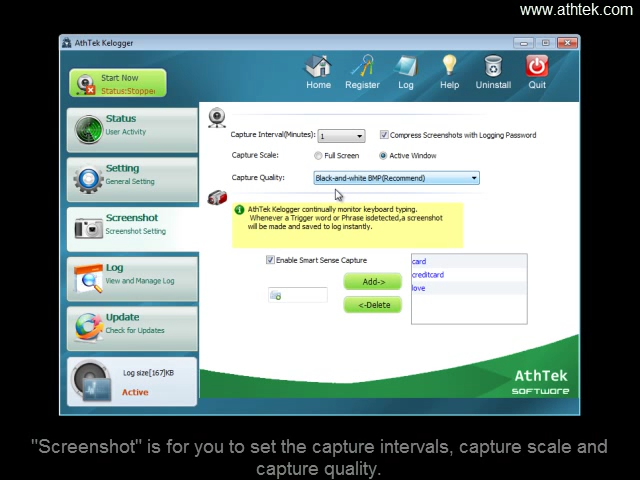 www.athtek.com
AthTek Kelogger
Start Now
Status:Stopped
Home Register Log Help Uninstall Quit
Status
User Activity
Setting
General Setting
Screenshot
Screenshot Setting
Log
View and Manage Log
Update
Check for Updates
Log size[167]KB
Active
Capture Interval(Minutes): 1 Compress Screenshots with Logging Password
Capture Scale: Full Screen Active Window
Capture Quality: Black-and-white BMP(Recommend)
AthTek Kelogger continually monitor keyboard typing.
Whenever a Trigger word or Phrase isdetected,a screenshot
will be made and saved to log instantly.
Enable Smart Sense Capture
Add->
<-Delete
card
creditcard
love
AthTek
SOFTWARE
"Screenshot" is for you to set the capture intervals, capture scale and
capture quality.